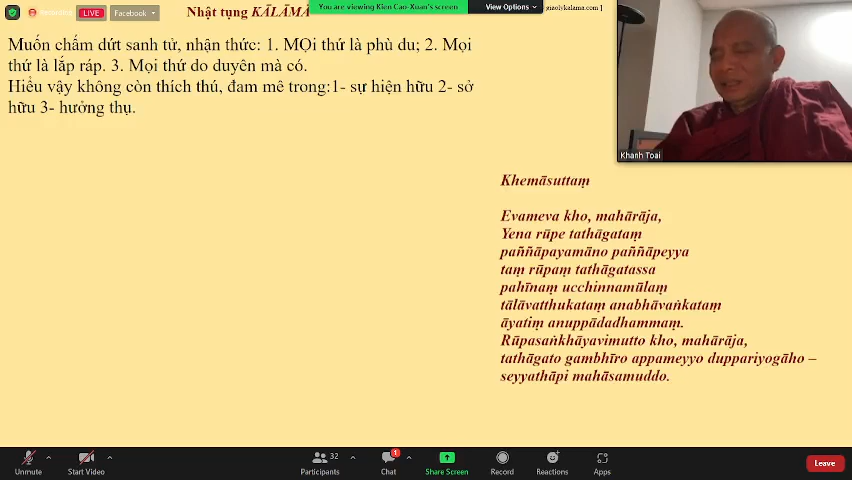 Recording
LIVE
Facebook
Nhật tụng KĀLĀMA
You are viewing Kien Cao-Xuan's screen
View Options
giaolykalama.com ]
Muốn chấm dứt sanh tử, nhận thức: 1. MỌi thứ là phù du; 2. Mọi
thứ là lắp ráp. 3. Mọi thứ do duyên mà có.
Hiểu vậy không còn thích thú, đam mê trong:1- sự hiện hữu 2- sở
hữu 3- hưởng thụ.
Khanh Toai
Khemāsuttaṃ
Evameva kho, mahārāja,
Yena rūpe tathāgataṃ
paññāpayamāno paññāpeyya
taṃ rūpaṃ tathāgatassa
pahīnaṃ ucchinnamūlaṃ
tālāvatthukataṃ anabhāvaṅkataṃ
āyatiṃ anuppādadhammaṃ.
Rūpasaṅkhāyavimutto kho, mahārāja,
tathāgato gambhīro appameyyo duppariyogāho –
seyyathāpi mahāsamuddo.
32
1
Unmute
Start Video
Participants
Chat
Share Screen
Record
Reactions
Apps
Leave